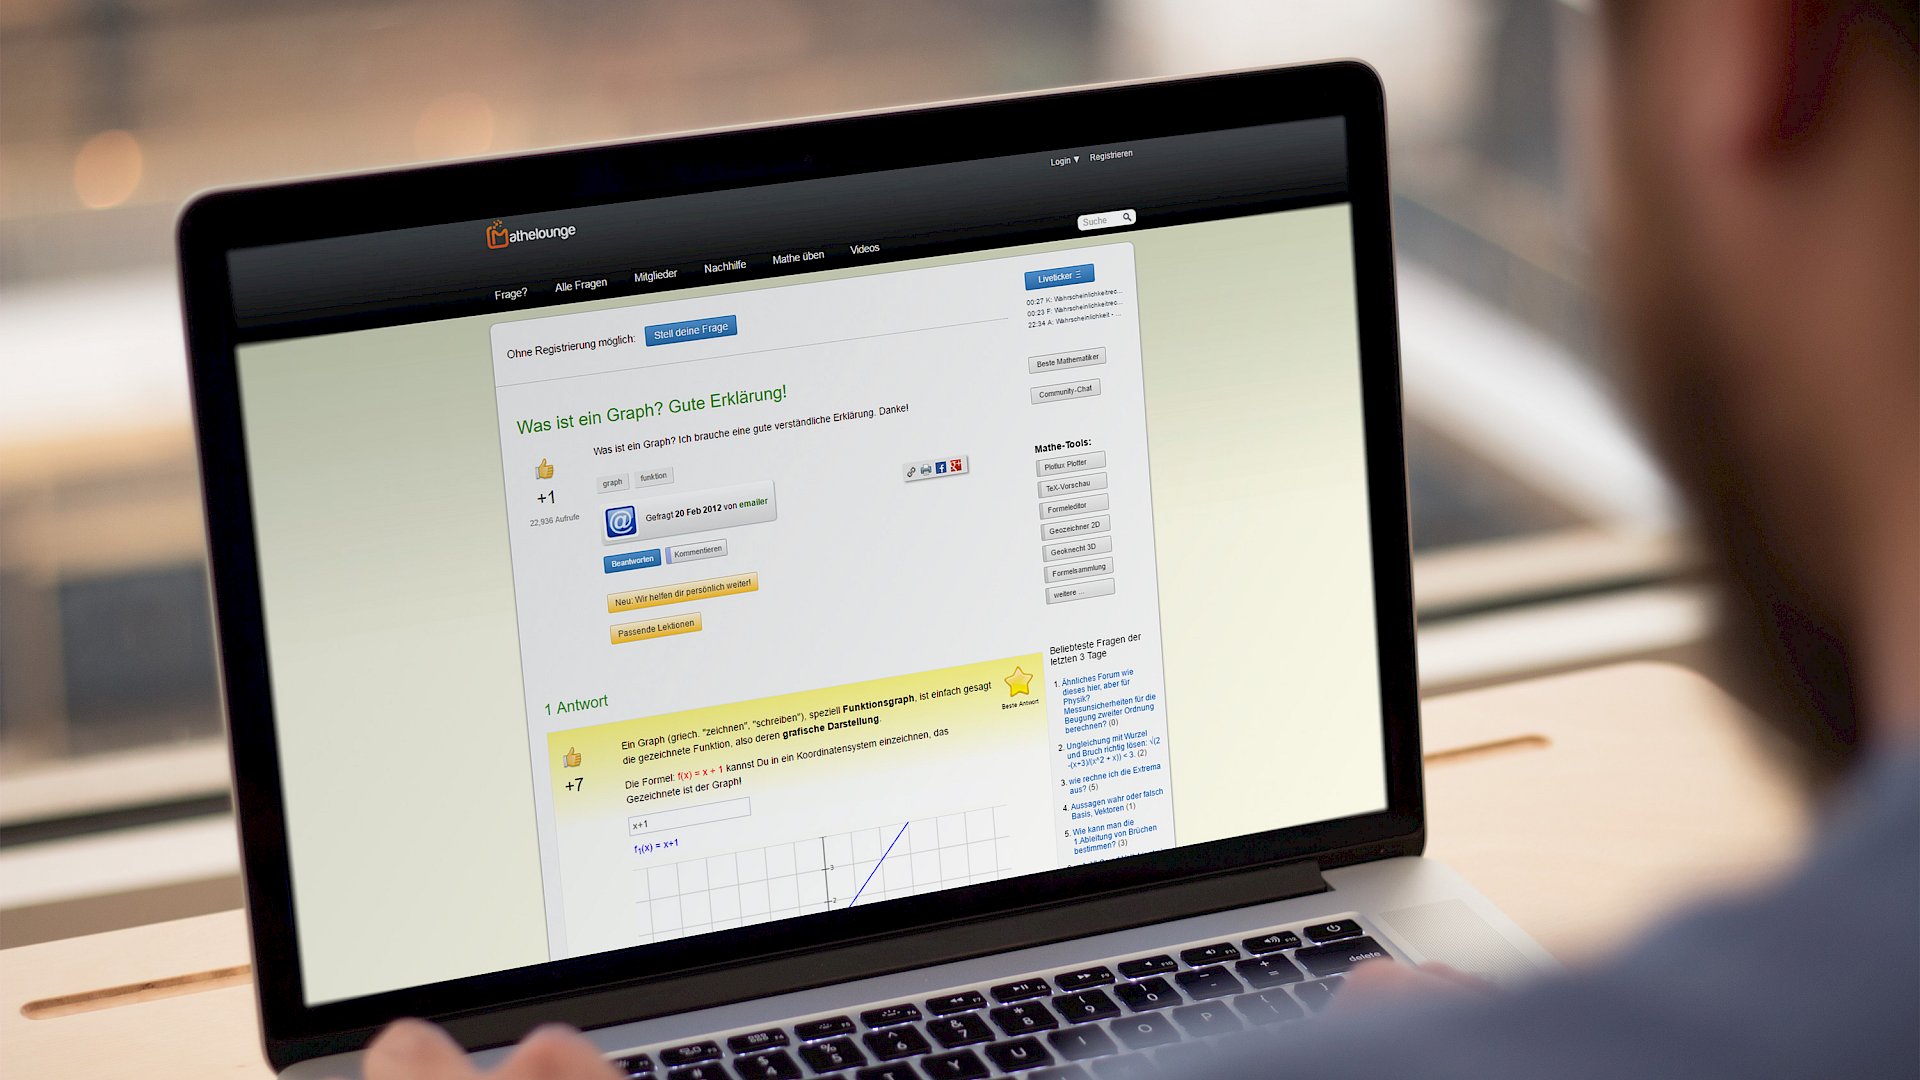 Login ▼ Registrieren
Mathelounge
Suche
Frage? Alle Fragen Mitglieder Nachhilfe Mathe üben Videos
Ohne Registrierung möglich: Stell deine Frage
Was ist ein Graph? Gute Erklärung!
Was ist ein Graph? Ich brauche eine gute verständliche Erklärung. Danke!
+1
22,936 Aufrufe
graph funktion
@
Gefragt 20 Feb 2012 von emailer
Beantworten Kommentieren
Neu: Wir helfen dir persönlich weiter!
Passende Lektionen
1 Antwort
+7
Ein Graph (griech. "zeichnen", "schreiben"), speziell Funktionsgraph, ist einfach gesagt
die gezeichnete Funktion, also deren grafische Darstellung.
Beste Antwort
Die Formel: f(x) = x + 1 kannst Du in ein Koordinatensystem einzeichnen, das
Gezeichnete ist der Graph!
x+1
f1(x) = x+1
3
2
Liveticker
00:27 K: Wahrscheinlichkeitrec...
00:23 F: Wahrscheinlichkeitrec...
22:34 A: Wahrscheinlichkeit - ...
Beste Mathematiker
Community-Chat
Mathe-Tools:
Plotlux Plotter
TeX-Vorschau
Formeleditor
Geozeichner 2D
Geoknecht 3D
Formelsammlung
weitere ...
Beliebteste Fragen der
letzten 3 Tage
1. Ähnliches Forum wie
dieses hier, aber für
Physik?
Messunsicherheiten für die
Beugung zweiter Ordnung
berechnen? (0)
2. Ungleichung mit Wurzel
und Bruch richtig lösen: √(2
-(x+3)/(x^2 + x)) < 3. (2)
3. wie rechne ich die Extrema
aus? (5)
4. Aussagen wahr oder falsch
Basis, Vektoren (1)
5. Wie kann man die
1.Ableitung von Brüchen
bestimmen? (3)
delete